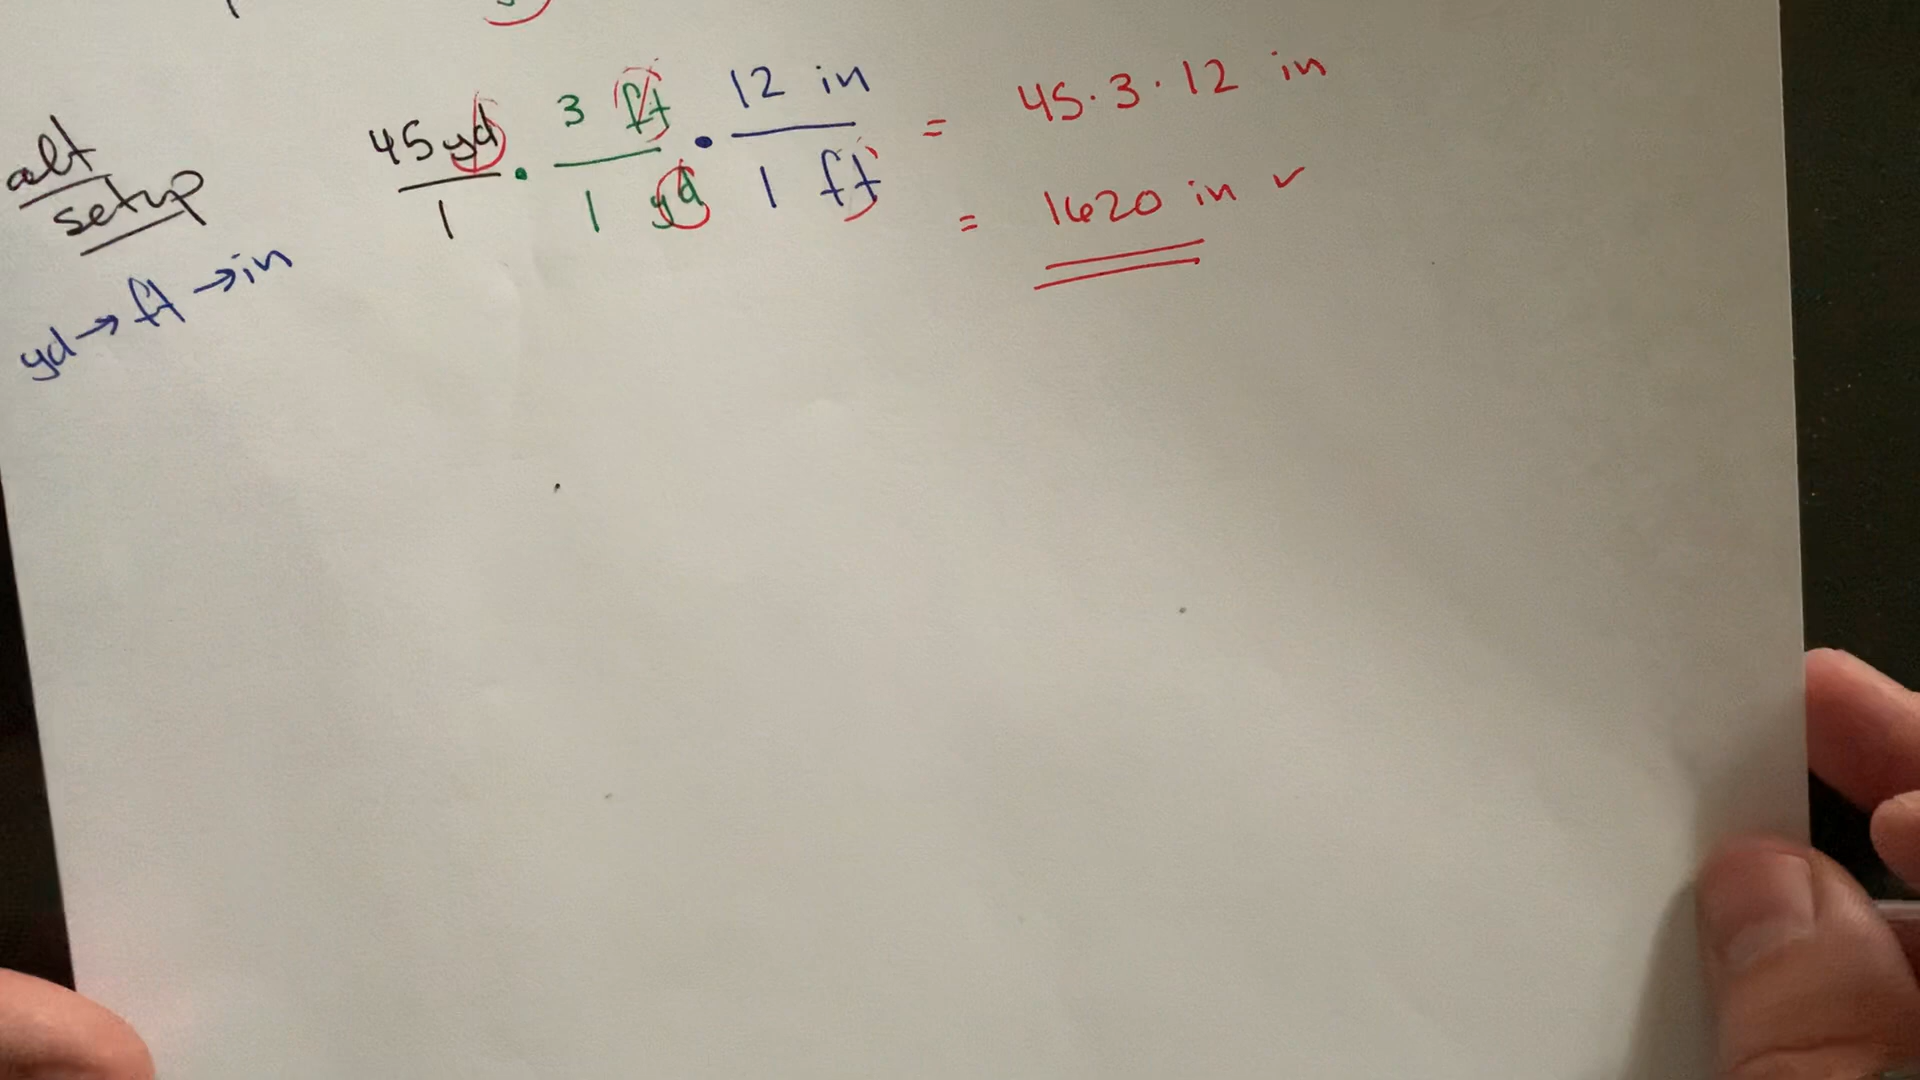 alt
setup
yd → ft → in
45 yd / 1 · 3 ft / 1 yd · 12 in / 1 ft = 45 · 3 · 12 in
= 1620 in ✓